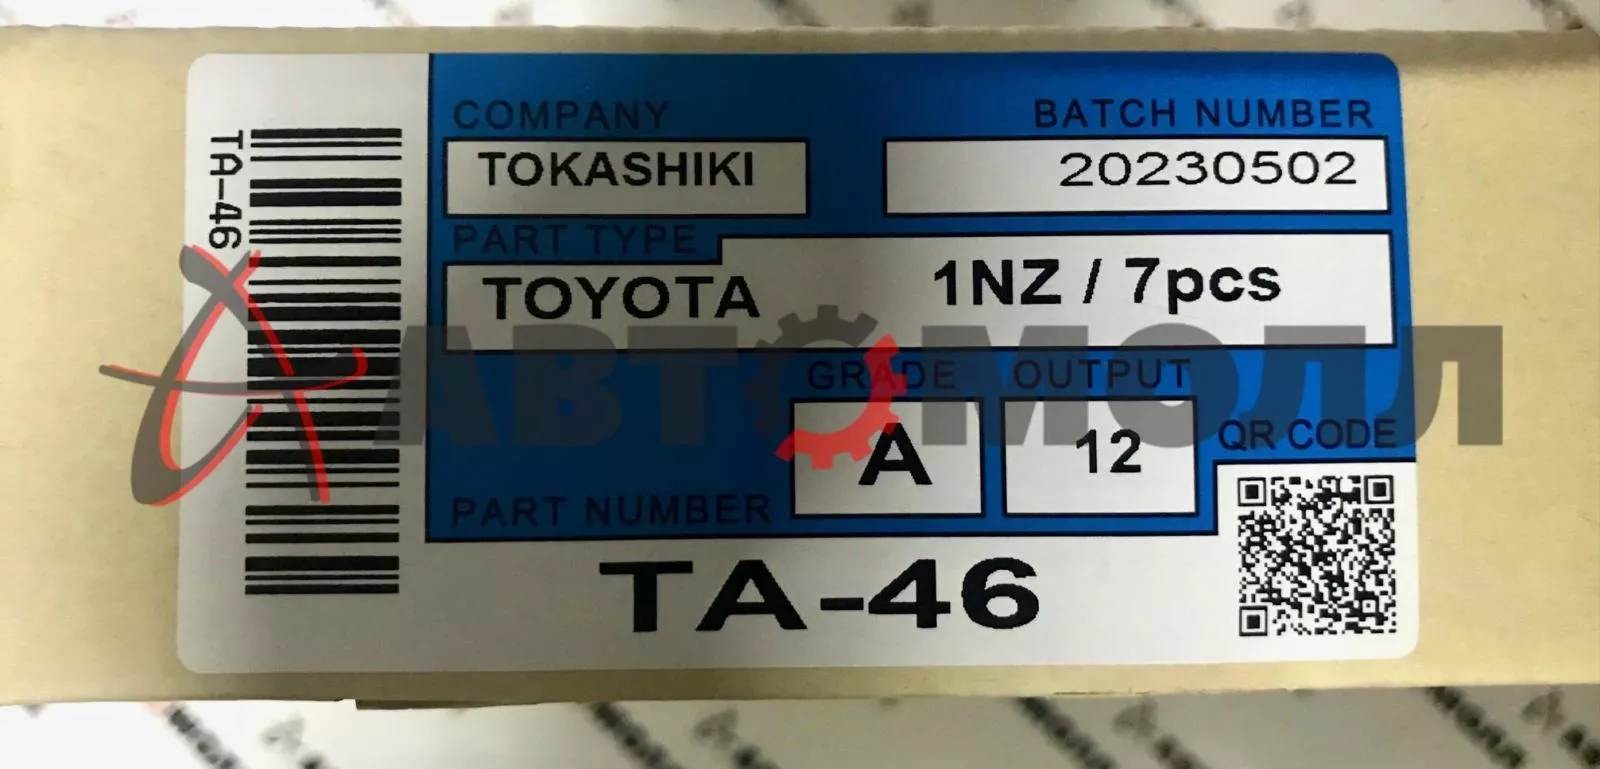 TA-46
COMPANY
TOKASHIKI
BATCH NUMBER
20230502
PART TYPE
TOYOTA
1NZ / 7pcs
GRADE
A
OUTPUT
12
QR CODE
PART NUMBER
TA-46
АВТОМОЛЛ